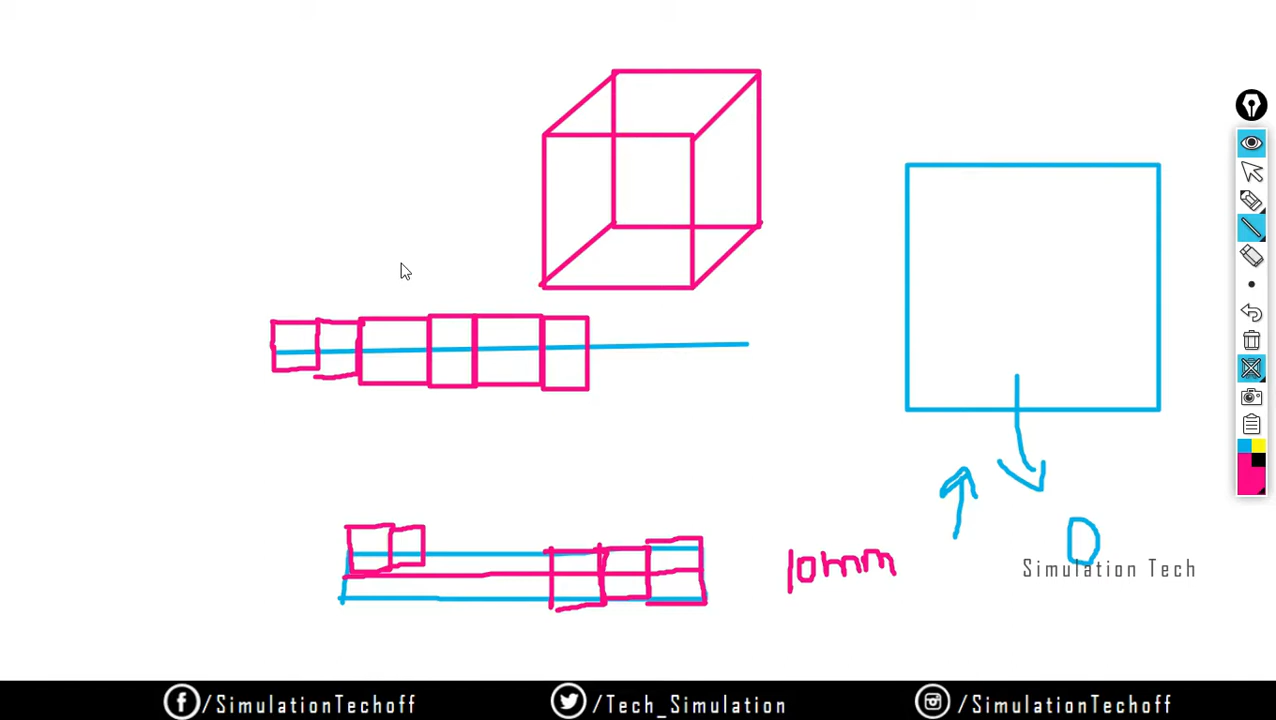 D
10mm
Simulation Tech
/SimulationTechoff
/Tech_Simulation
/SimulationTechoff